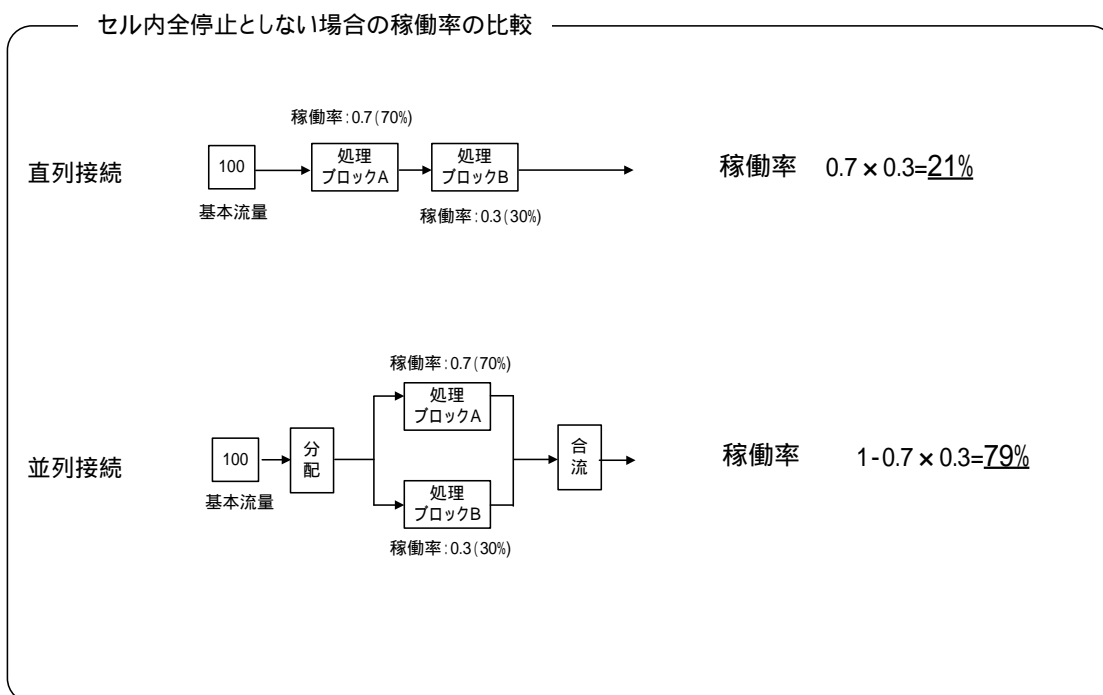 セル内全停止としない場合の稼働率の比較
稼働率:0.7(70%)
直列接続
100
処理
ブロックA
処理
ブロックB
稼働率 0.7×0.3=21%
基本流量
稼働率:0.3(30%)
稼働率:0.7(70%)
処理
ブロックA
並列接続
100
分
配
合
流
稼働率 1-0.7×0.3=79%
基本流量
処理
ブロックB
稼働率:0.3(30%)